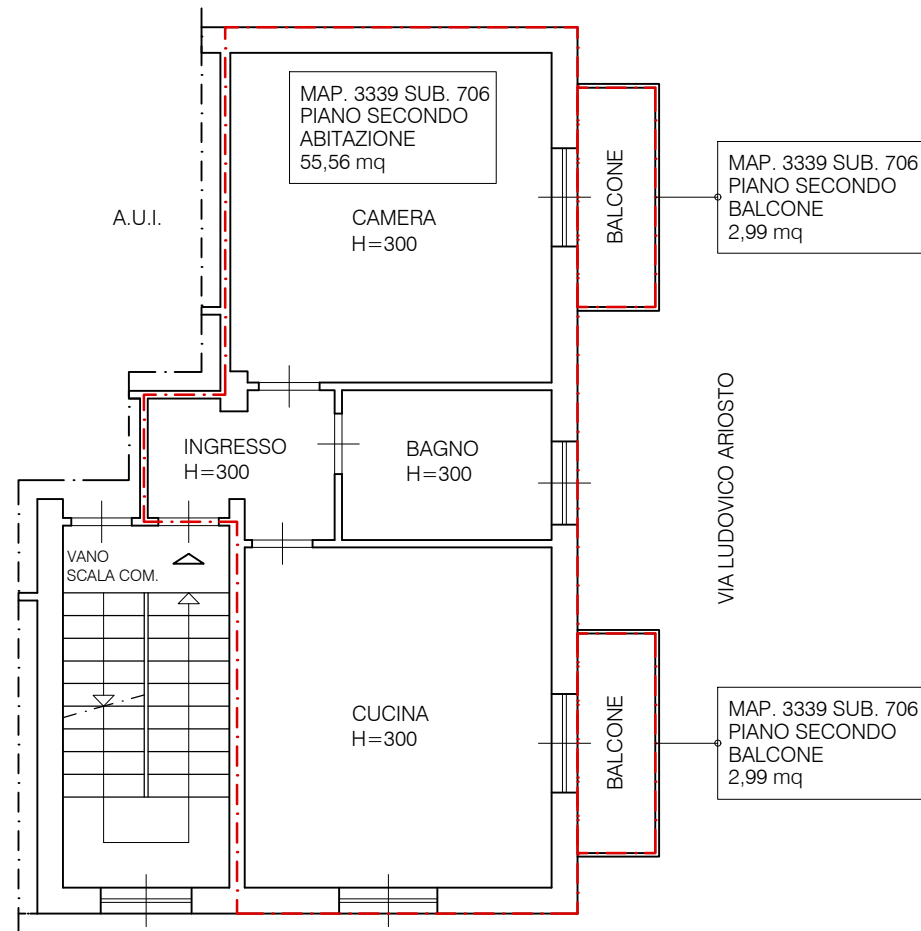 MAP. 3339 SUB. 706
PIANO SECONDO
ABITAZIONE
55,56 mq
A.U.I.
CAMERA
H=300
BALCONE
MAP. 3339 SUB. 706
PIANO SECONDO
BALCONE
2,99 mq
INGRESSO
H=300
BAGNO
H=300
VIA LUDOVICO ARIOSTO
VANO
SCALA COM.
CUCINA
H=300
BALCONE
MAP. 3339 SUB. 706
PIANO SECONDO
BALCONE
2,99 mq